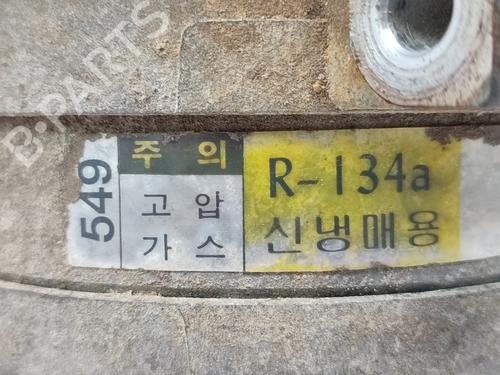 549
주 의
고 압
가 스
R-134a
신냉매용
B-PARTS